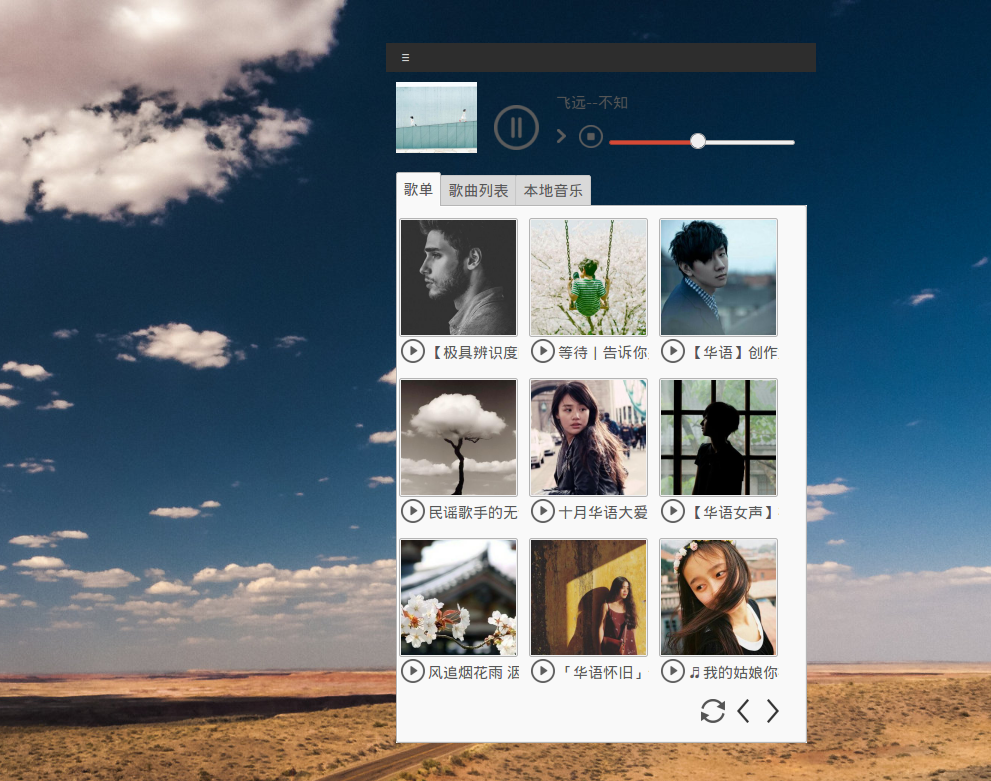 飞远--不知
歌单 歌曲列表 本地音乐
【极具辨识度 等待 | 告诉你 【华语】创作
民谣歌手的无 十月华语大爱 【华语女声】
风追烟花雨 涩 「华语怀旧」 ♫我的姑娘你